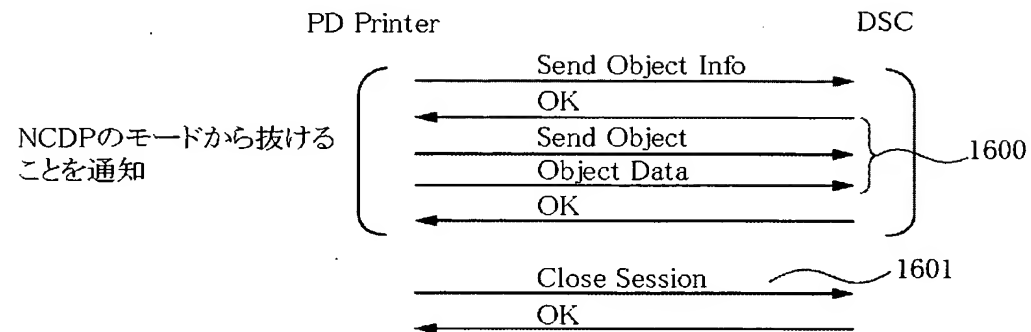 PD Printer
DSC
Send Object Info
OK
NCDPのモードから抜ける
ことを通知
Send Object
1600
Object Data
OK
Close Session
1601
OK